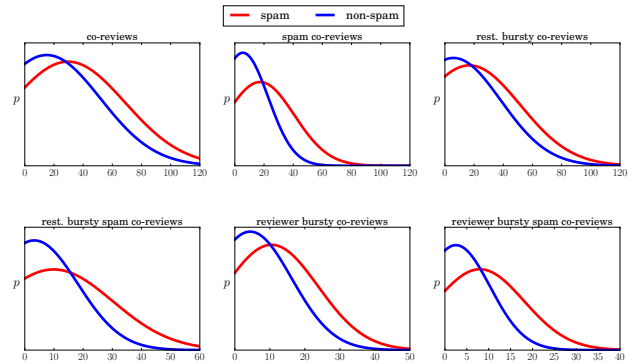 spam non-spam
co-reviews spam co-reviews rest. bursty co-reviews
p p p
0 20 40 60 80 100 120 0 20 40 60 80 100 120 0 20 40 60 80 100 120
rest. bursty spam co-reviews reviewer bursty co-reviews reviewer bursty spam co-reviews
p p p
0 10 20 30 40 50 60 0 10 20 30 40 50 0 5 10 15 20 25 30 35 40